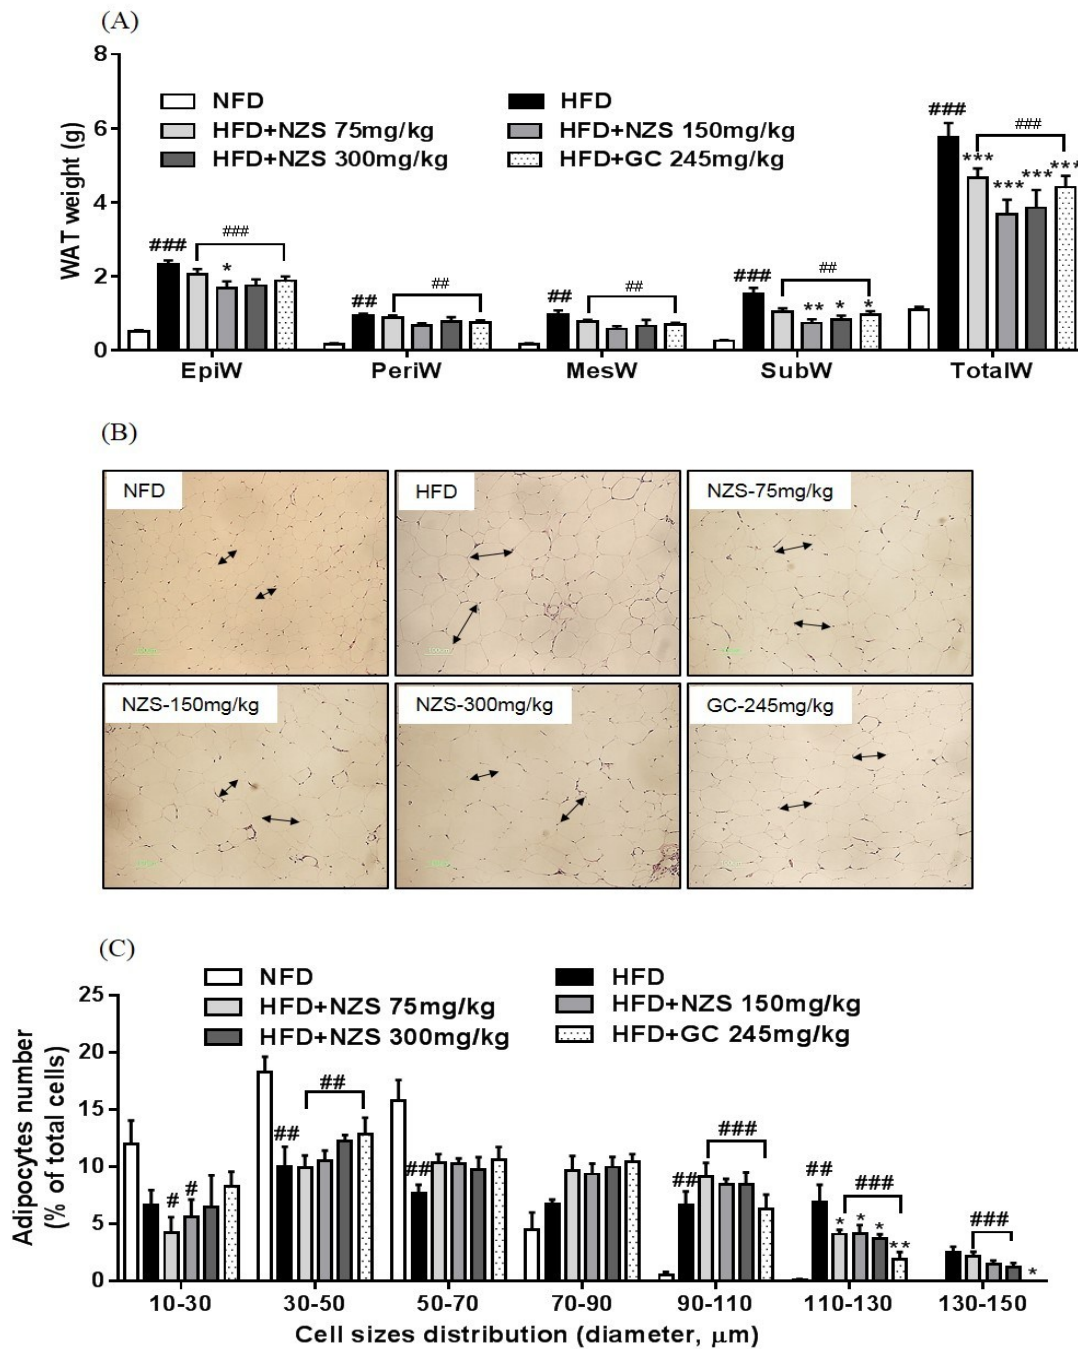 (A)
8
6
4
2
0
WAT weight (g)
NFD HFD
HFD+NZS 75mg/kg HFD+NZS 150mg/kg
HFD+NZS 300mg/kg HFD+GC 245mg/kg
### ### *
## ##
## ##
### ## ** * *
### ### *** *** *** ***
EpiW PeriW MesW SubW TotalW
(B)
NFD HFD NZS-75mg/kg
NZS-150mg/kg NZS-300mg/kg GC-245mg/kg
(C)
NFD HFD
HFD+NZS 75mg/kg HFD+NZS 150mg/kg
HFD+NZS 300mg/kg HFD+GC 245mg/kg
25
20
15
10
5
0
Adipocytes number
(% of total cells)
# #
## ##
##
## ###
## ### * * * **
### *
10-30 30-50 50-70 70-90 90-110 110-130 130-150
Cell sizes distribution (diameter, μm)